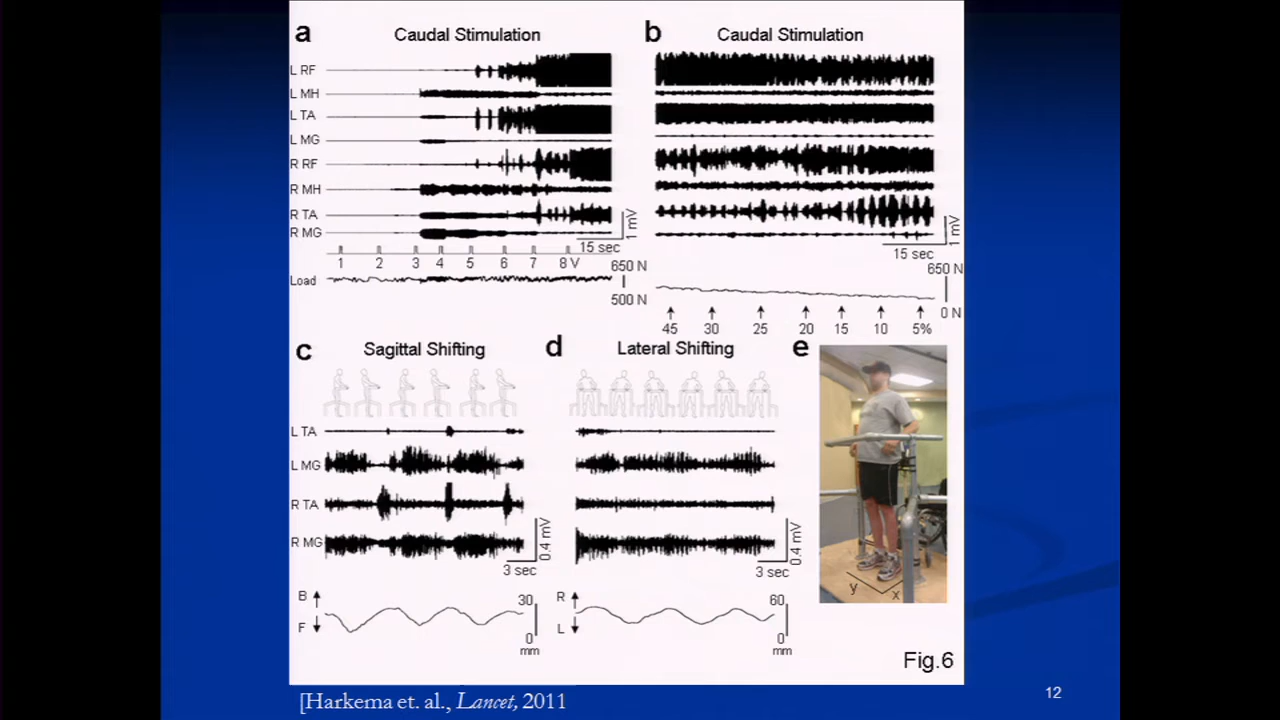 a
Caudal Stimulation
L RF
L MH
L TA
L MG
R RF
R MH
R TA
R MG
1 mV
15 sec
1 2 3 4 5 6 7 8 V
Load
650 N
500 N
b
Caudal Stimulation
1 mV
15 sec
650 N
0 N
45 30 25 20 15 10 5%
c
Sagittal Shifting
L TA
L MG
R TA
R MG
0.4 mV
3 sec
B
F
30
0
mm
d
Lateral Shifting
0.4 mV
3 sec
R
L
60
0
mm
e
y x
Fig.6
[Harkema et. al., Lancet, 2011
12